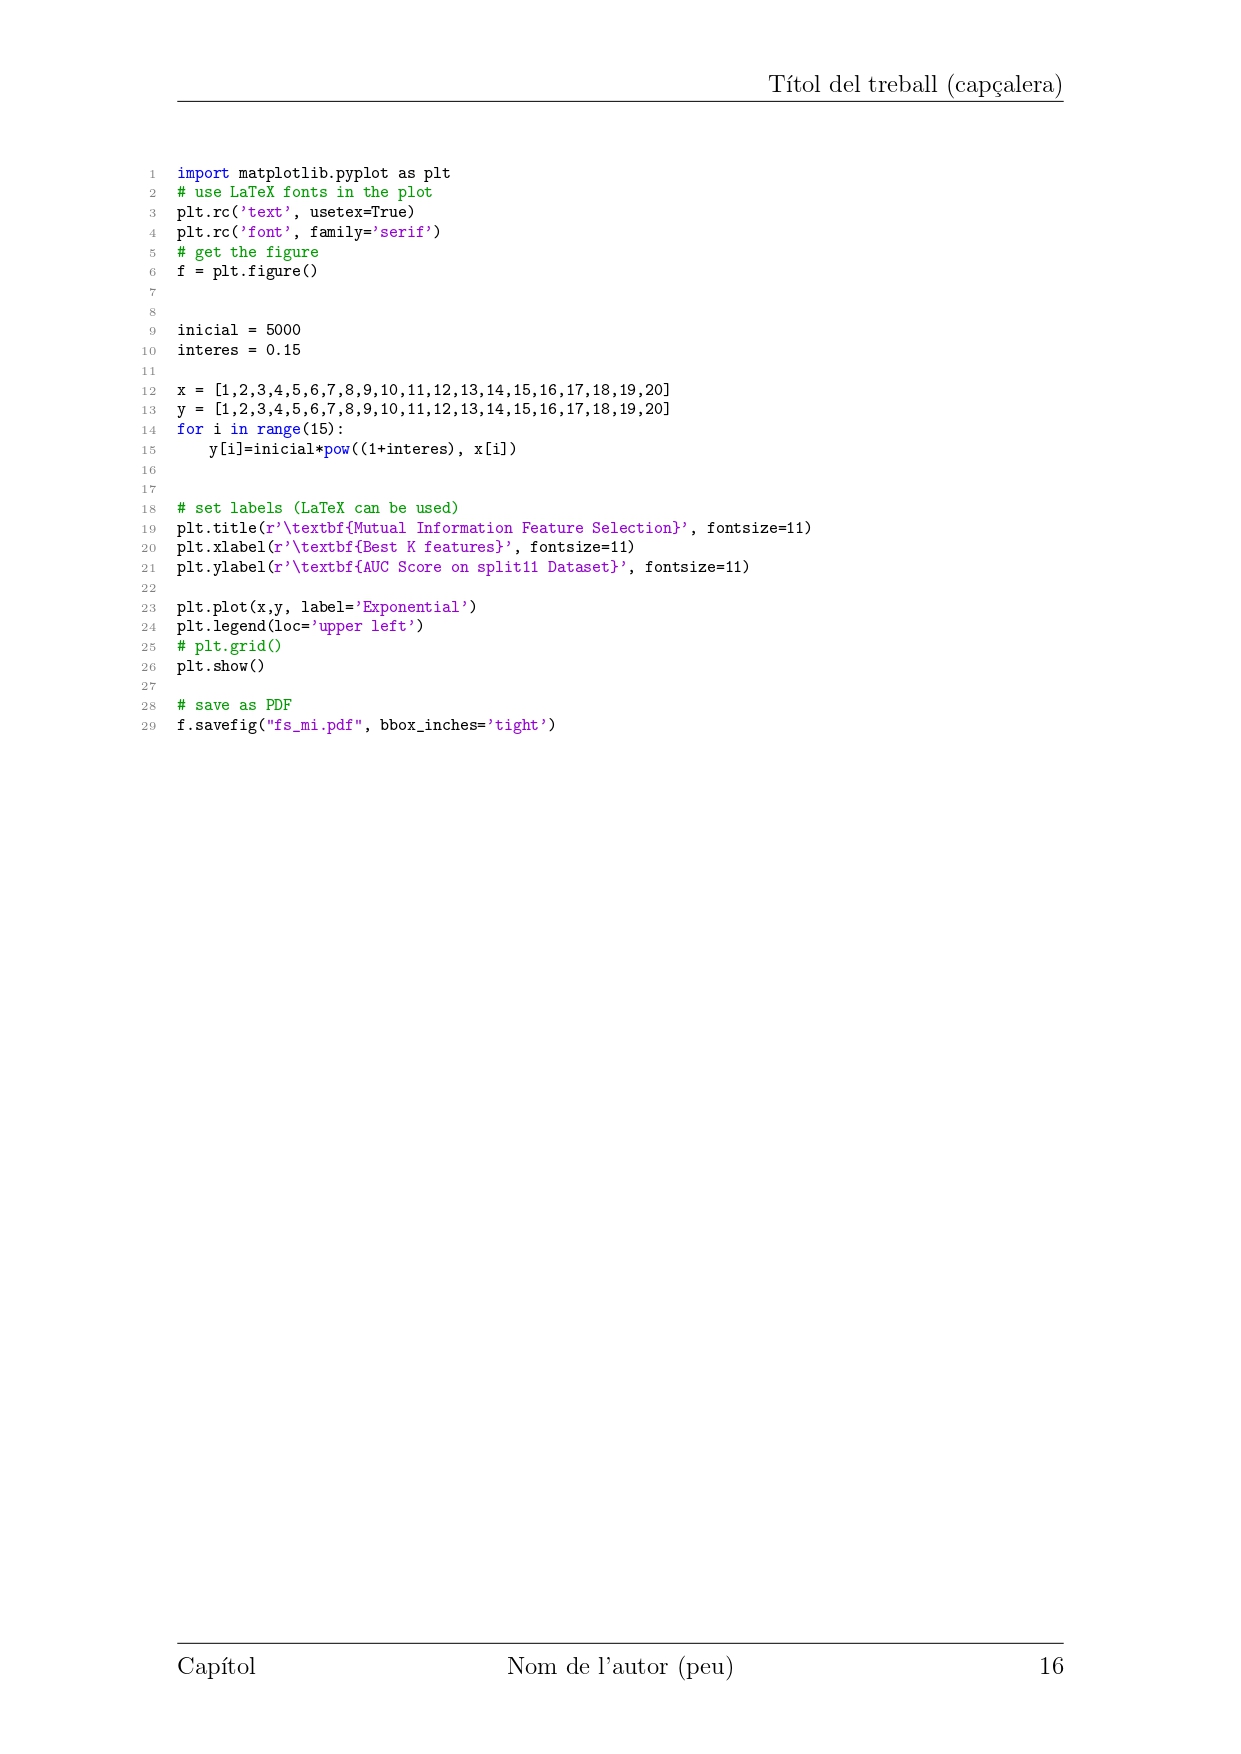 Títol del treball (capçalera)
1 import matplotlib.pyplot as plt
2 # use LaTeX fonts in the plot
3 plt.rc('text', usetex=True)
4 plt.rc('font', family='serif')
5 # get the figure
6 f = plt.figure()
7
8
9 inicial = 5000
10 interes = 0.15
11
12 x = [1,2,3,4,5,6,7,8,9,10,11,12,13,14,15,16,17,18,19,20]
13 y = [1,2,3,4,5,6,7,8,9,10,11,12,13,14,15,16,17,18,19,20]
14 for i in range(15):
15     y[i]=inicial*pow((1+interes), x[i])
16
17
18 # set labels (LaTeX can be used)
19 plt.title(r'\textbf{Mutual Information Feature Selection}', fontsize=11)
20 plt.xlabel(r'\textbf{Best K features}', fontsize=11)
21 plt.ylabel(r'\textbf{AUC Score on split11 Dataset}', fontsize=11)
22
23 plt.plot(x,y, label='Exponential')
24 plt.legend(loc='upper left')
25 # plt.grid()
26 plt.show()
27
28 # save as PDF
29 f.savefig("fs_mi.pdf", bbox_inches='tight')
Capítol Nom de l'autor (peu) 16